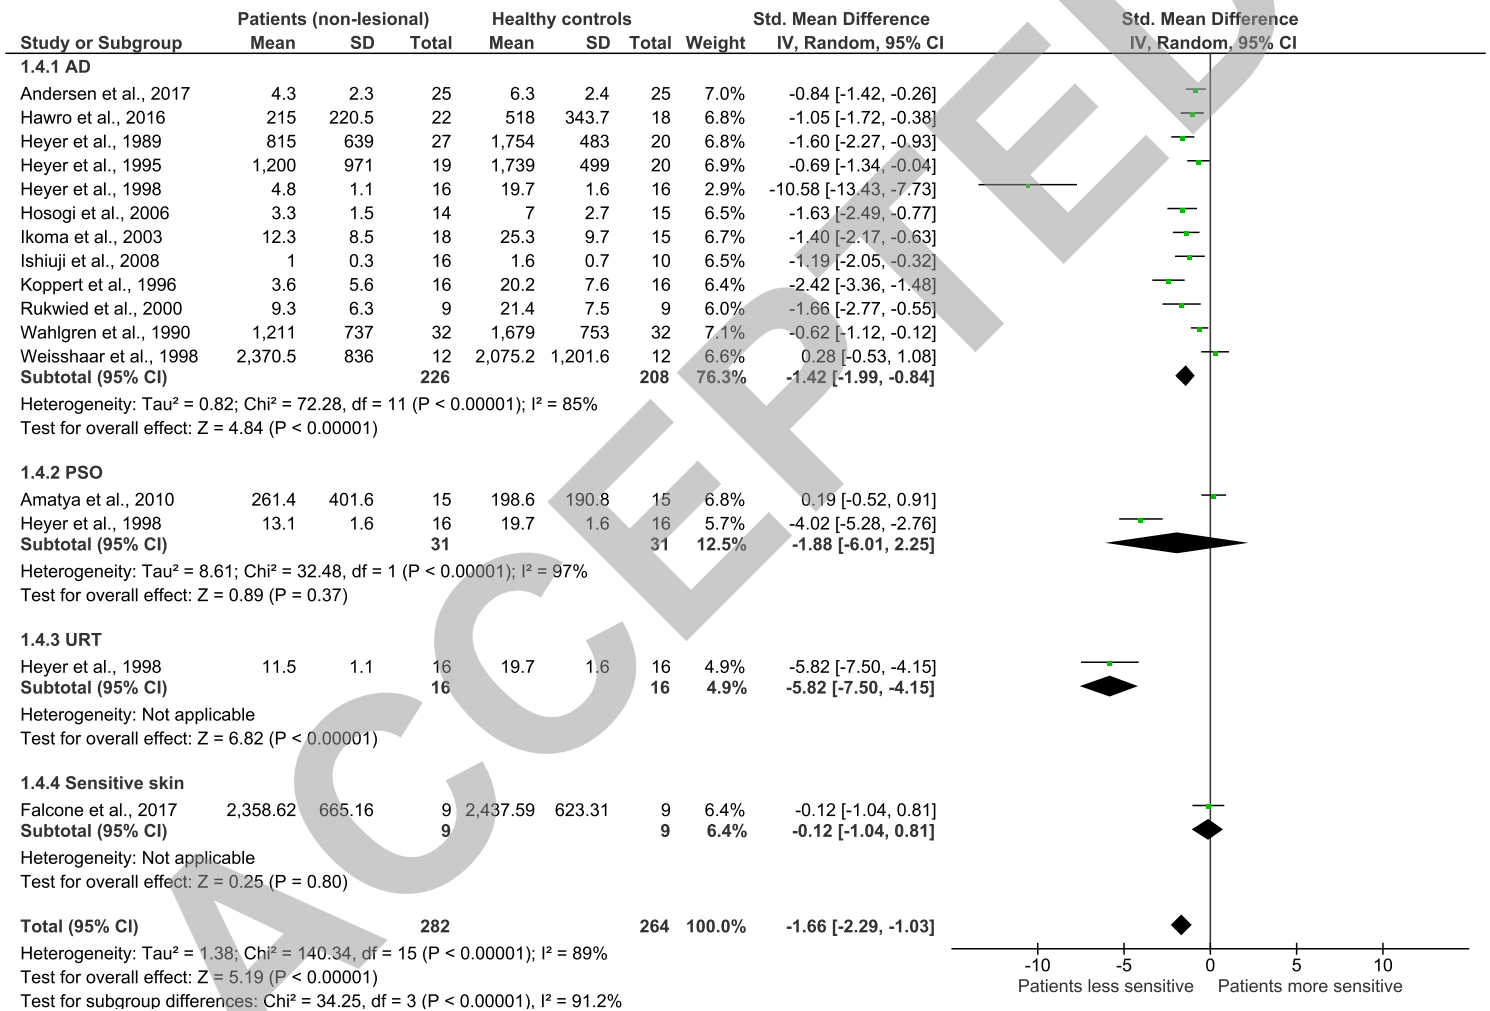 Patients (non-lesional) Healthy controls Std. Mean Difference Std. Mean Difference
Study or Subgroup Mean SD Total Mean SD Total Weight IV, Random, 95% CI IV, Random, 95% CI
1.4.1 AD
Andersen et al., 2017 4.3 2.3 25 6.3 2.4 25 7.0% -0.84 [-1.42, -0.26]
Hawro et al., 2016 215 220.5 22 518 343.7 18 6.8% -1.05 [-1.72, -0.38]
Heyer et al., 1989 815 639 27 1,754 483 20 6.8% -1.60 [-2.27, -0.93]
Heyer et al., 1995 1,200 971 19 1,739 499 20 6.9% -0.69 [-1.34, -0.04]
Heyer et al., 1998 4.8 1.1 16 19.7 1.6 16 2.9% -10.58 [-13.43, -7.73]
Hosogi et al., 2006 3.3 1.5 14 7 2.7 15 6.5% -1.63 [-2.49, -0.77]
Ikoma et al., 2003 12.3 8.5 18 25.3 9.7 15 6.7% -1.40 [-2.17, -0.63]
Ishiuji et al., 2008 1 0.3 16 1.6 0.7 10 6.5% -1.19 [-2.05, -0.32]
Koppert et al., 1996 3.6 5.6 16 20.2 7.6 16 6.4% -2.42 [-3.36, -1.48]
Rukwied et al., 2000 9.3 6.3 9 21.4 7.5 9 6.0% -1.66 [-2.77, -0.55]
Wahlgren et al., 1990 1,211 737 32 1,679 753 32 7.1% -0.62 [-1.12, -0.12]
Weisshaar et al., 1998 2,370.5 836 12 2,075.2 1,201.6 12 6.6% 0.28 [-0.53, 1.08]
Subtotal (95% CI) 226 208 76.3% -1.42 [-1.99, -0.84]
Heterogeneity: Tau² = 0.82; Chi² = 72.28, df = 11 (P < 0.00001); I² = 85%
Test for overall effect: Z = 4.84 (P < 0.00001)
1.4.2 PSO
Amatya et al., 2010 261.4 401.6 15 198.6 190.8 15 6.8% 0.19 [-0.52, 0.91]
Heyer et al., 1998 13.1 1.6 16 19.7 1.6 16 5.7% -4.02 [-5.28, -2.76]
Subtotal (95% CI) 31 31 12.5% -1.88 [-6.01, 2.25]
Heterogeneity: Tau² = 8.61; Chi² = 32.48, df = 1 (P < 0.00001); I² = 97%
Test for overall effect: Z = 0.89 (P = 0.37)
1.4.3 URT
Heyer et al., 1998 11.5 1.1 16 19.7 1.6 16 4.9% -5.82 [-7.50, -4.15]
Subtotal (95% CI) 16 16 4.9% -5.82 [-7.50, -4.15]
Heterogeneity: Not applicable
Test for overall effect: Z = 6.82 (P < 0.00001)
1.4.4 Sensitive skin
Falcone et al., 2017 2,358.62 665.16 9 2,437.59 623.31 9 6.4% -0.12 [-1.04, 0.81]
Subtotal (95% CI) 9 9 6.4% -0.12 [-1.04, 0.81]
Heterogeneity: Not applicable
Test for overall effect: Z = 0.25 (P = 0.80)
Total (95% CI) 282 264 100.0% -1.66 [-2.29, -1.03]
Heterogeneity: Tau² = 1.38; Chi² = 140.34, df = 15 (P < 0.00001); I² = 89%
Test for overall effect: Z = 5.19 (P < 0.00001)
Test for subgroup differences: Chi² = 34.25, df = 3 (P < 0.00001), I² = 91.2%
-10 -5 0 5 10
Patients less sensitive Patients more sensitive
ACCEPTED